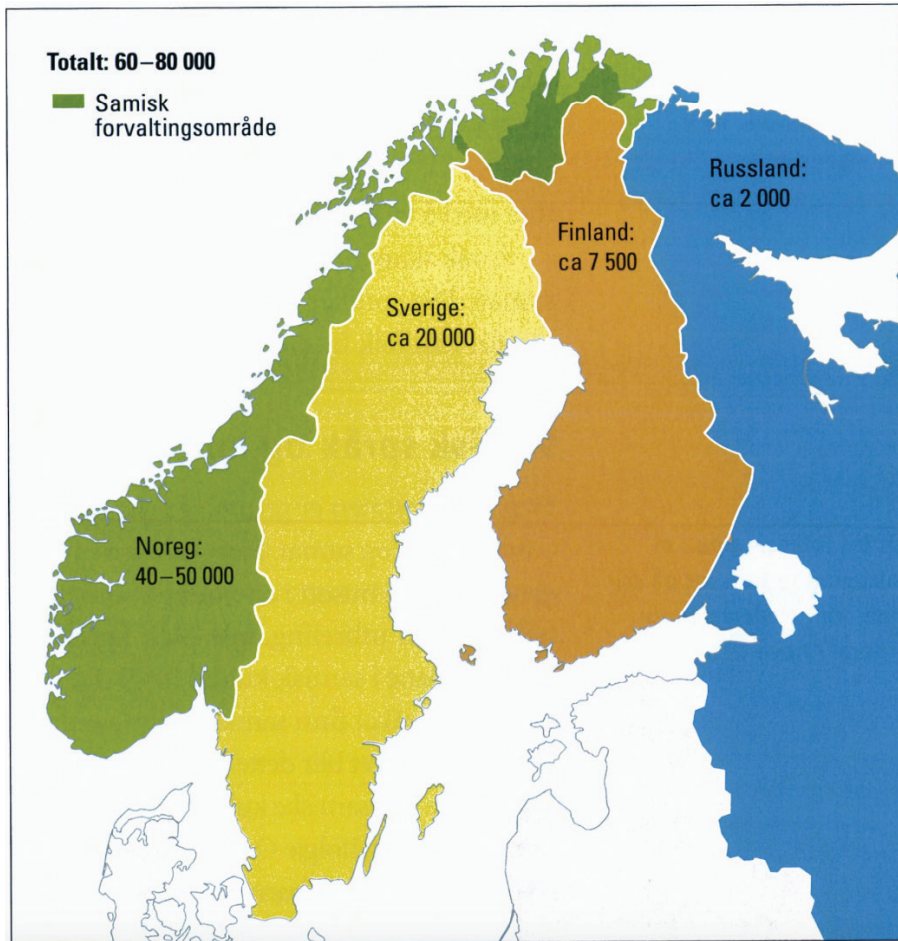 Totalt: 60–80 000
Samisk
forvaltingsområde
Russland:
ca 2 000
Finland:
ca 7 500
Sverige:
ca 20 000
Noreg:
40–50 000